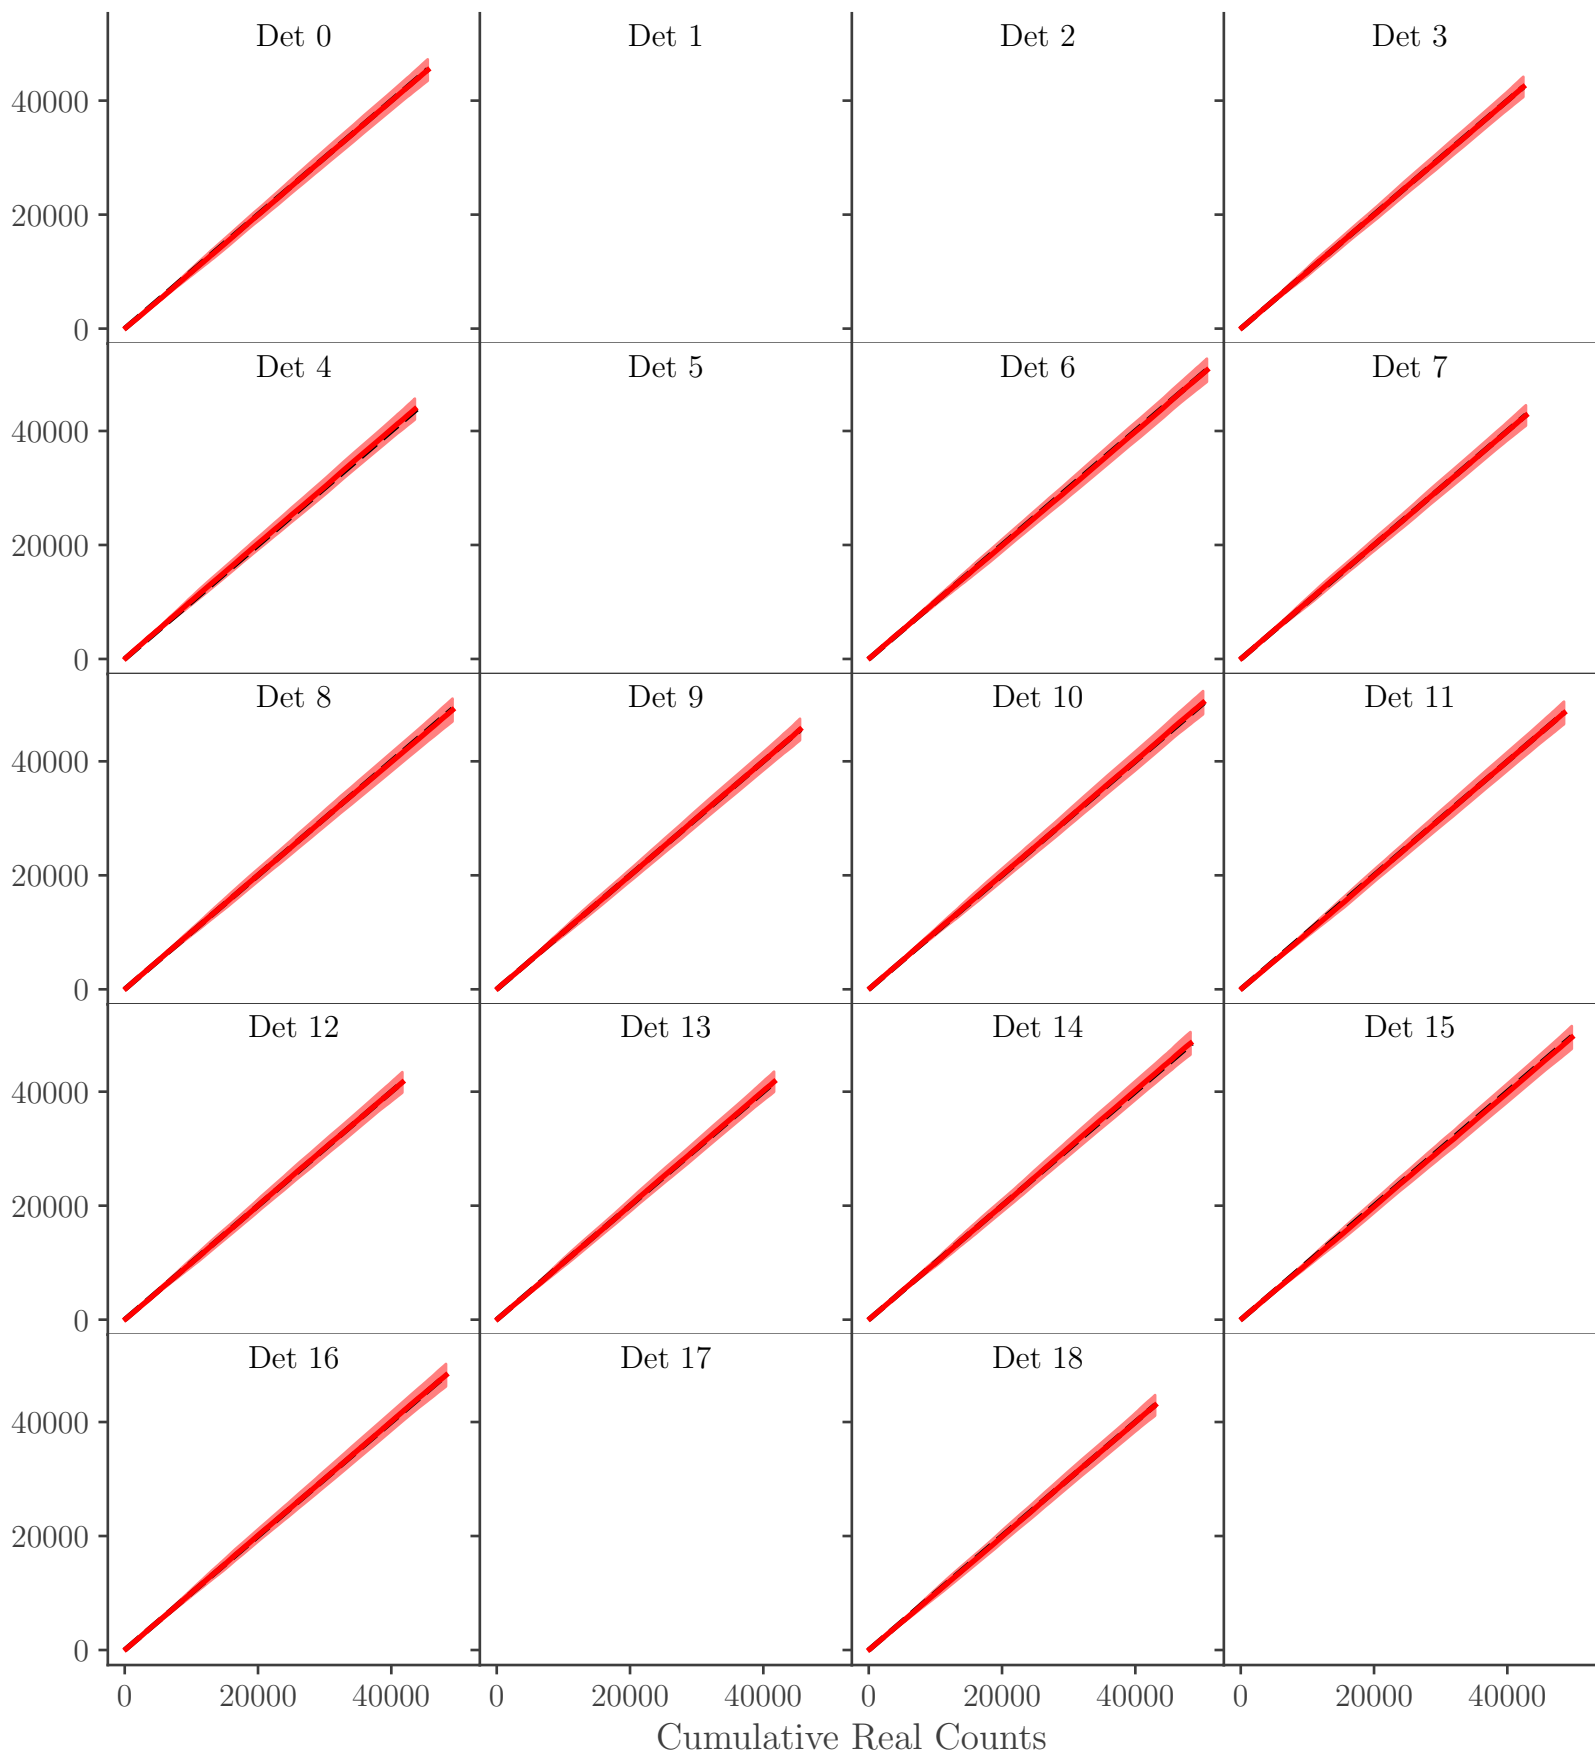 Det 0 Det 1 Det 2 Det 3
40000
20000
0
Det 4 Det 5 Det 6 Det 7
40000
20000
0
Det 8 Det 9 Det 10 Det 11
40000
20000
0
Det 12 Det 13 Det 14 Det 15
40000
20000
0
Det 16 Det 17 Det 18
40000
20000
0
0 20000 40000 0 20000 40000 0 20000 40000 0 20000 40000
Cumulative Real Counts